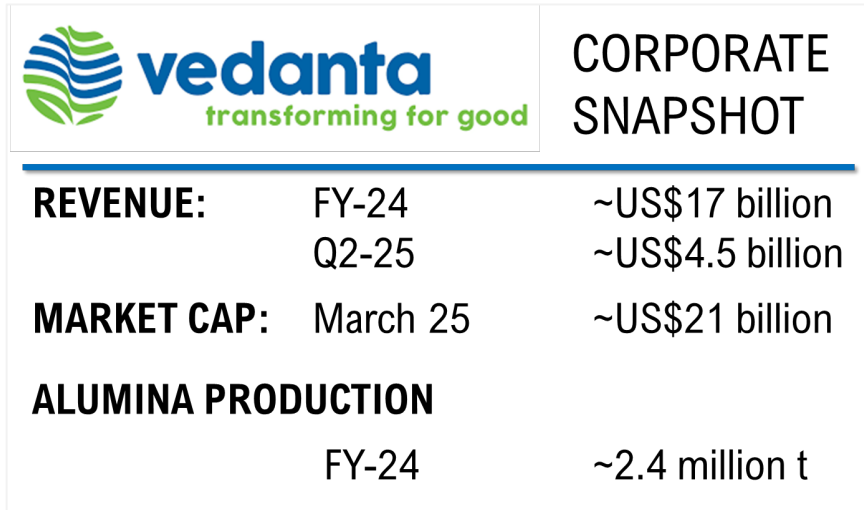 vedanta
transforming for good
CORPORATE
SNAPSHOT
REVENUE: FY-24 ~US$17 billion
Q2-25 ~US$4.5 billion
MARKET CAP: March 25 ~US$21 billion
ALUMINA PRODUCTION
FY-24 ~2.4 million t